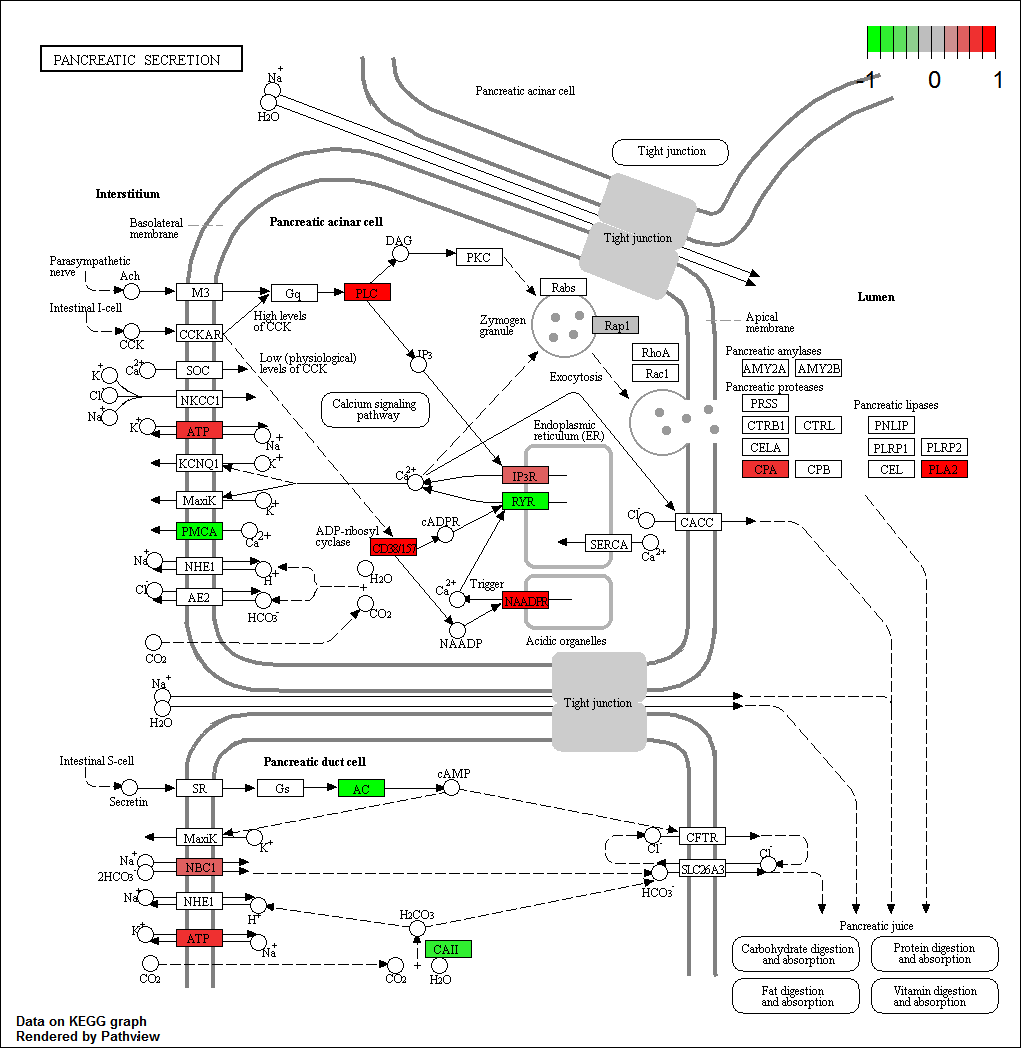 PANCREATIC SECRETION
-1 0 1
Na+
H2O
Pancreatic acinar cell
Tight junction
Tight junction
Interstitium
Basolateral
membrane
Pancreatic acinar cell
DAG
PKC
Parasympathetic
nerve
Ach
M3
Gq
PLC
Rabs
Lumen
Intestinal I-cell
High levels
of CCK
Zymogen
granule
Rap1
Apical
membrane
CCK
CCKAR
Low (physiological)
levels of CCK
IP3
RhoA
Rac1
Exocytosis
Pancreatic amylases
AMY2A AMY2B
Pancreatic proteases
PRSS
CTRB1 CTRL
CELA
CPA CPB
Pancreatic lipases
PNLIP
PLRP1 PLRP2
CEL PLA2
Ca2+
SOC
K+
Cl-
Na+
NKCC1
Calcium signaling
pathway
K+
ATP
Na+
Endoplasmic
reticulum (ER)
KCNQ1
K+
Ca2+
IP3R
RYR
MaxiK
K+
PMCA
Ca2+
ADP-ribosyl
cyclase
cADPR
CD38/157
Cl-
CACC
SERCA
Ca2+
Na+
NHE1
H+
H2O
Cl-
AE2
HCO3-
CO2
Ca2+
Trigger
NAADPR
NAADP
Acidic organelles
CO2
Na+
H2O
Tight junction
Intestinal S-cell
Pancreatic duct cell
Secretin
SR
Gs
AC
cAMP
MaxiK
K+
Na+
2HCO3-
NBC1
Cl-
CFTR
Cl-
SLC26A3
HCO3-
Na+
NHE1
H+
H2CO3
K+
ATP
Na+
CAII
CO2
CO2
H2O
Pancreatic juice
Carbohydrate digestion
and absorption
Protein digestion
and absorption
Fat digestion
and absorption
Vitamin digestion
and absorption
Data on KEGG graph
Rendered by Pathview